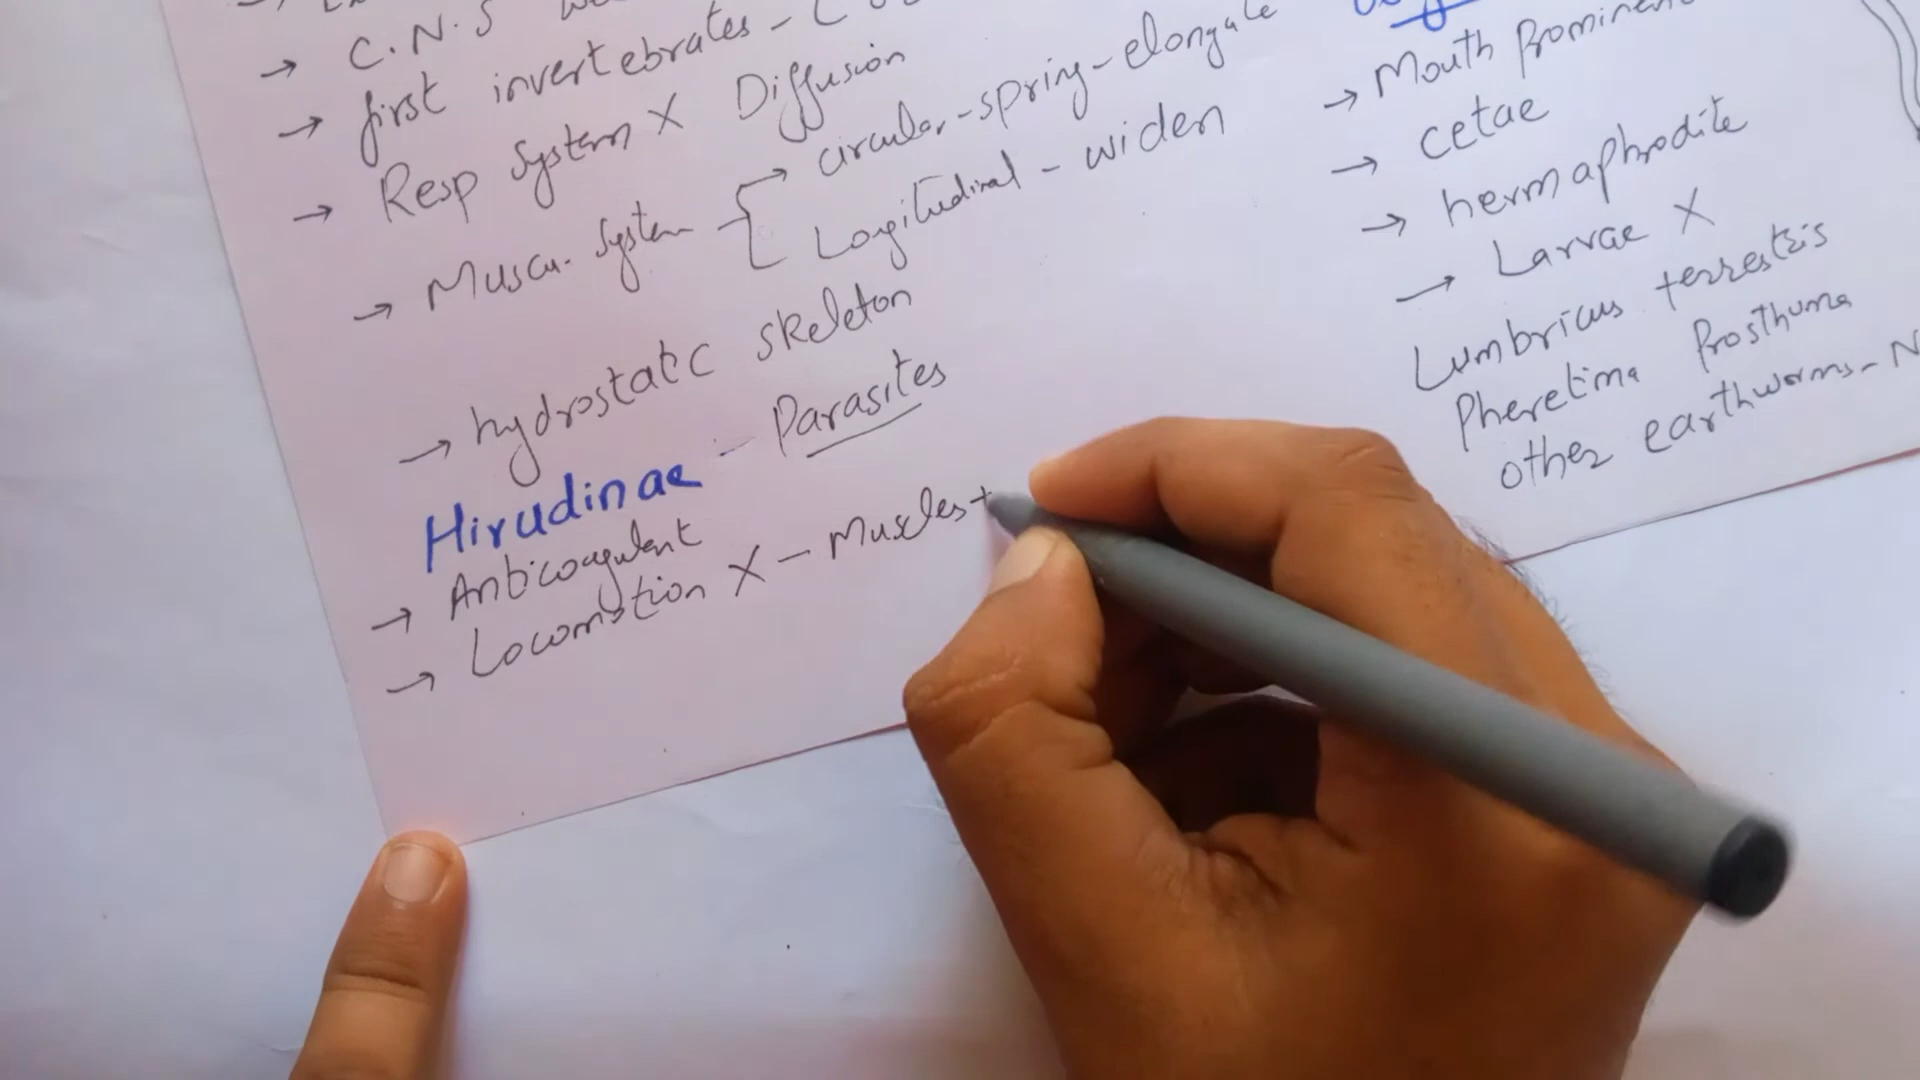 → C.N.S
→ first invertebrates -
→ Resp System X Diffusion
→ Muscu. System - circular - spring - elongate
Longitudinal - widen
→ hydrostatic skeleton
Hirudinae - Parasites
→ Anticoagulant
→ Locomotion X - Muscles +
→ Mouth Prominent
→ cetae
→ hermaphrodite
→ Larvae X
Lumbricus terrestris
Pheretima Prosthuma
other earthworms - N